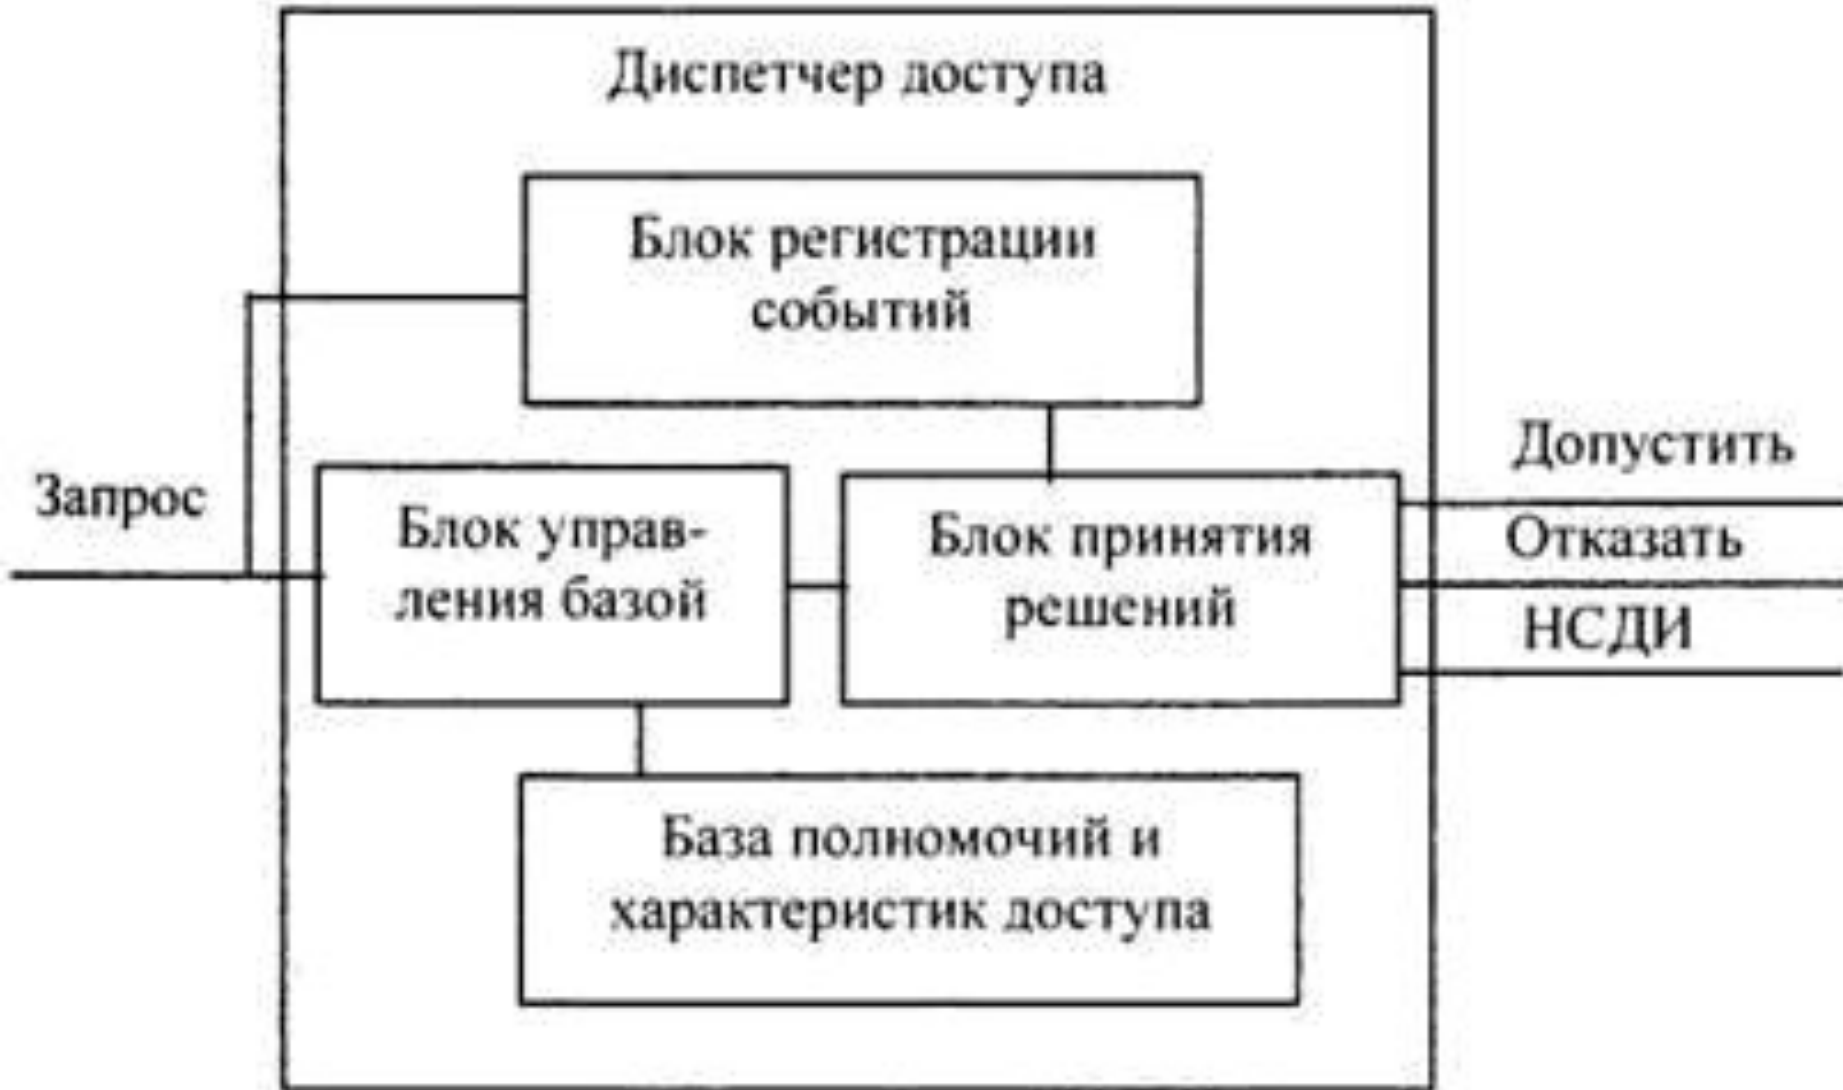 Диспетчер доступа
Блок регистрации
событий
Запрос
Блок управ-
ления базой
Блок принятия
решений
Допустить
Отказать
НСДИ
База полномочий и
характеристик доступа